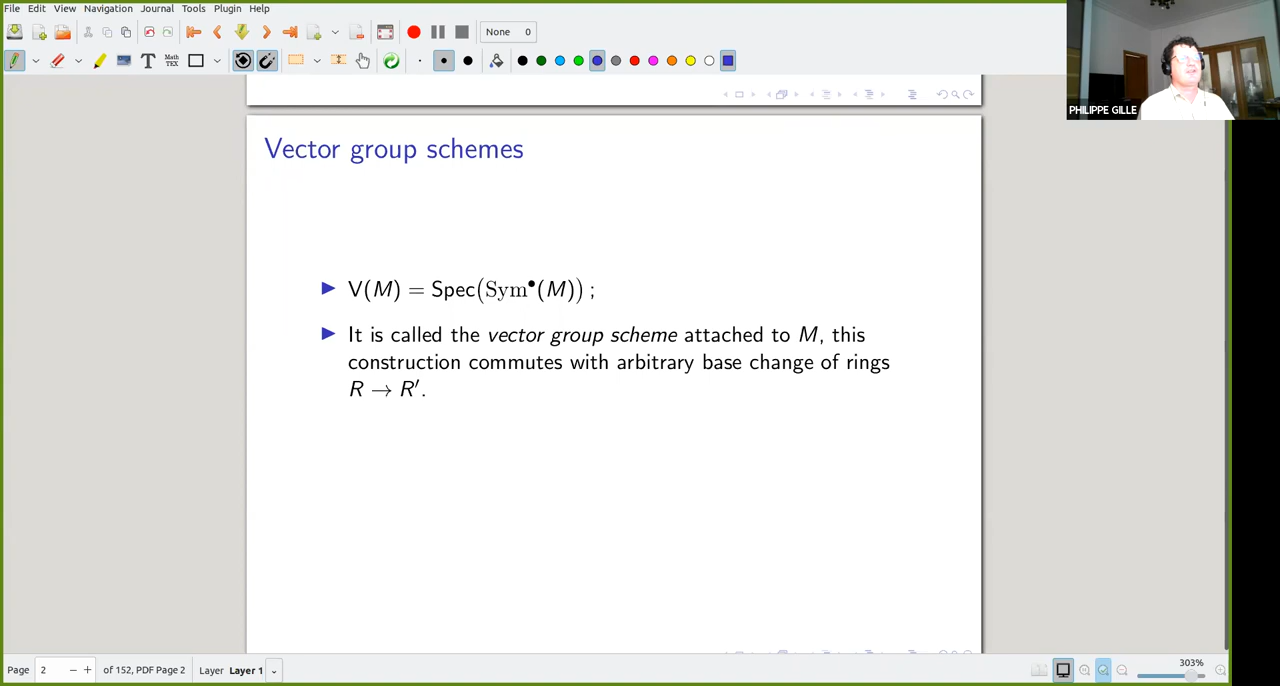 File Edit View Navigation Journal Tools Plugin Help
None 0
T Math TEX
PHILIPPE GILLE
Vector group schemes
▶ V(M) = Spec(Sym•(M)) ;
▶ It is called the vector group scheme attached to M, this
construction commutes with arbitrary base change of rings
R → R′.
Page 2 − + of 152, PDF Page 2 Layer Layer 1 303%